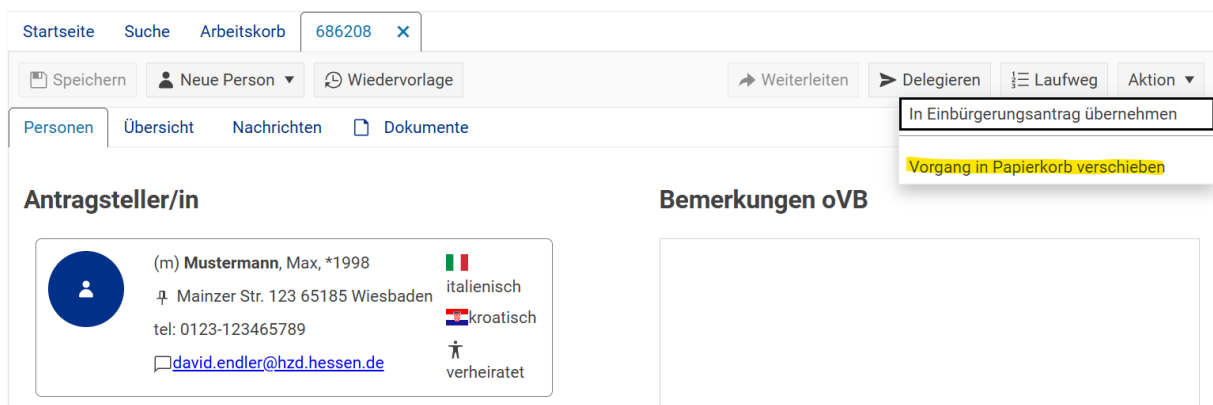 Startseite Suche Arbeitskorb 686208
Speichern Neue Person Wiedervorlage Weiterleiten Delegieren Laufweg Aktion
Personen Übersicht Nachrichten Dokumente
In Einbürgerungsantrag übernehmen
Vorgang in Papierkorb verschieben
Antragsteller/in
(m) Mustermann, Max, *1998
Mainzer Str. 123 65185 Wiesbaden
tel: 0123-123465789
david.endler@hzd.hessen.de
italienisch
kroatisch
verheiratet
Bemerkungen oVB